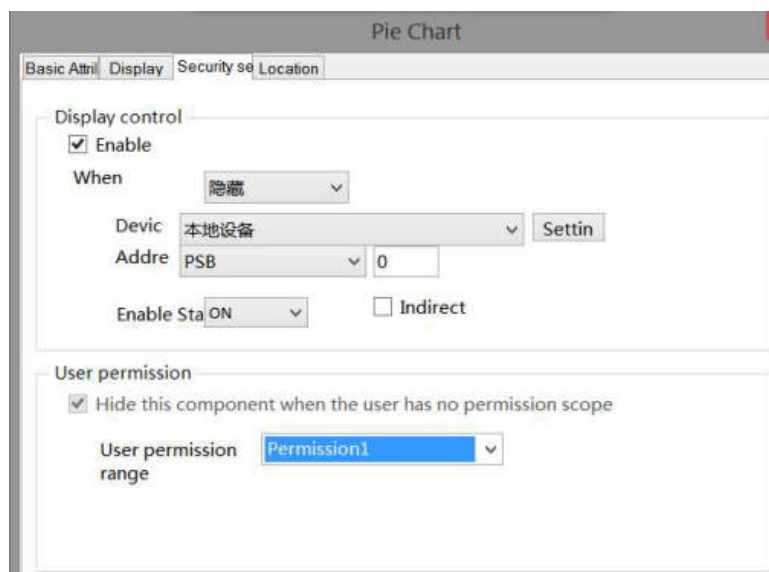 Pie Chart
Basic Attril Display Security se Location
Display control
Enable
When 隐藏
Devic 本地设备 Settin
Addre PSB 0
Enable Sta ON Indirect
User permission
Hide this component when the user has no permission scope
User permission Permission1
range